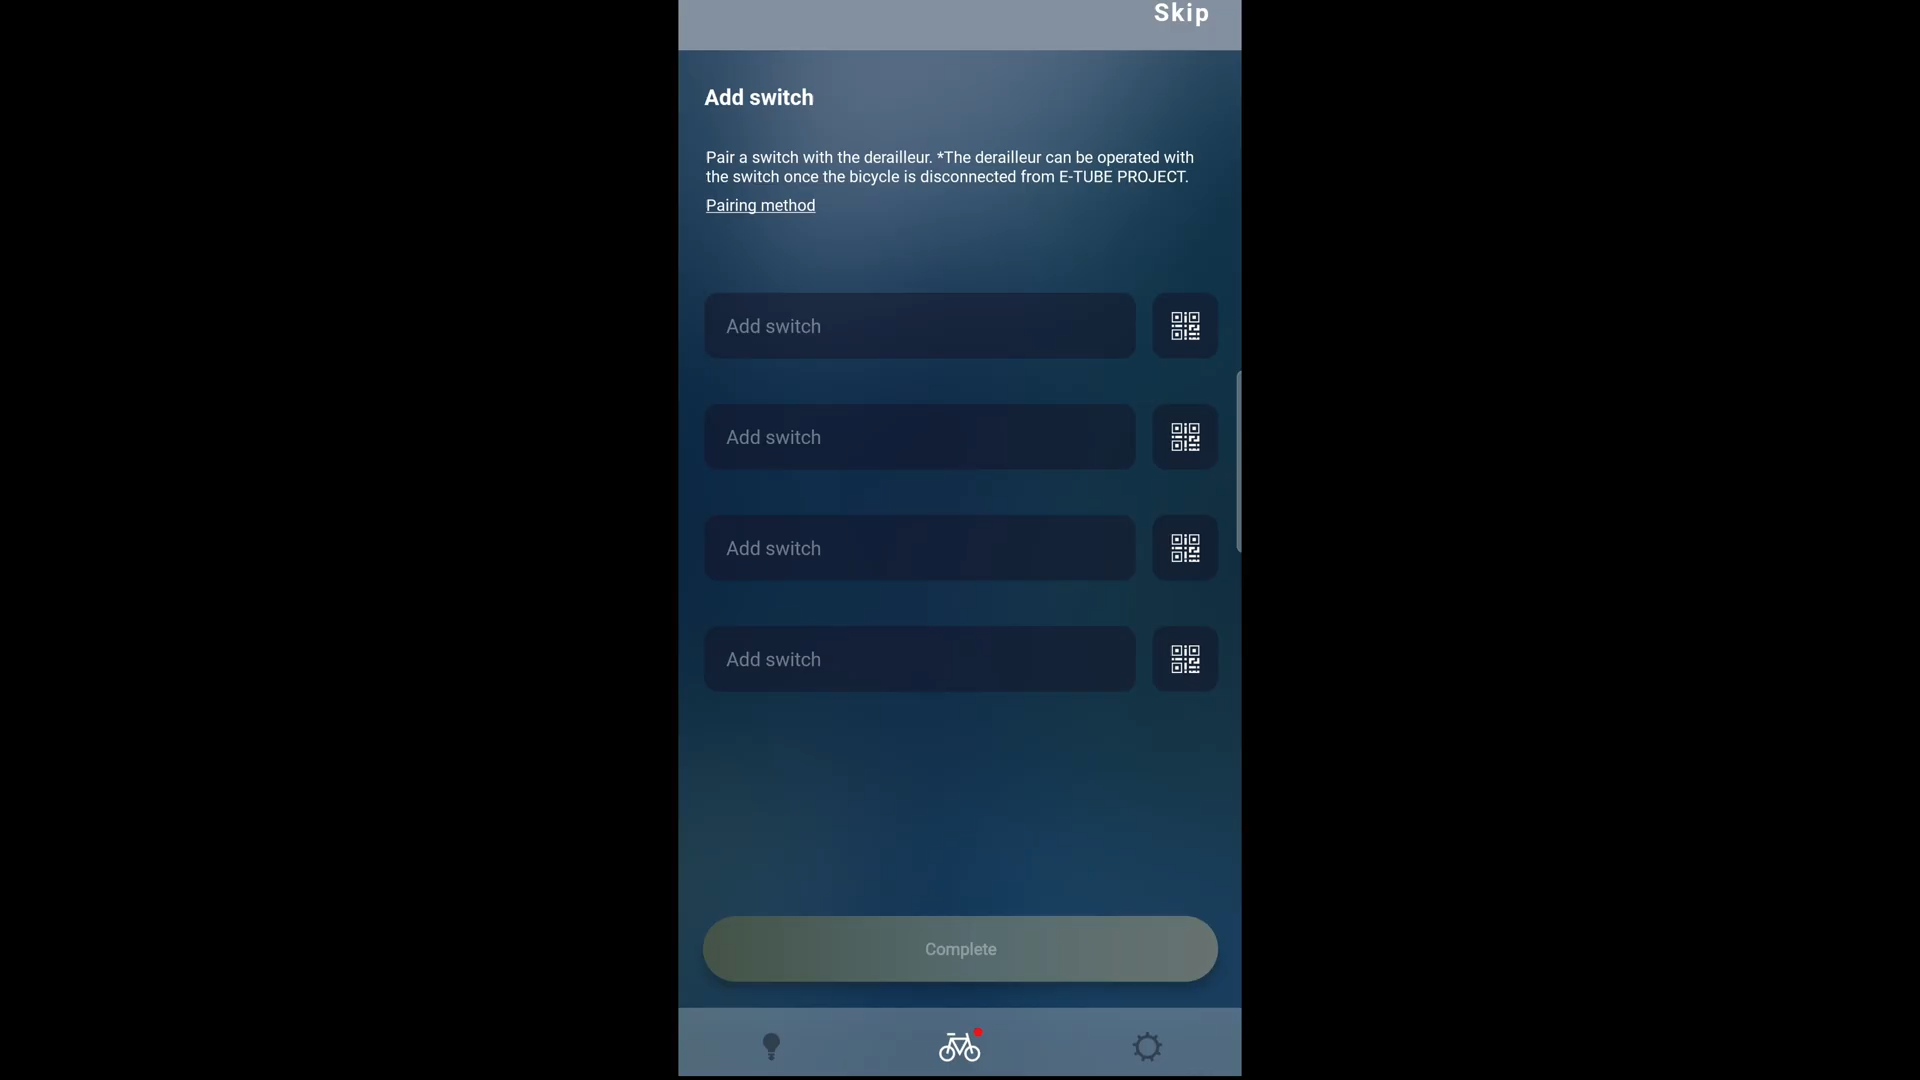 Skip
Add switch
Pair a switch with the derailleur. *The derailleur can be operated with
the switch once the bicycle is disconnected from E-TUBE PROJECT.
Pairing method
Add switch
Add switch
Add switch
Add switch
Complete